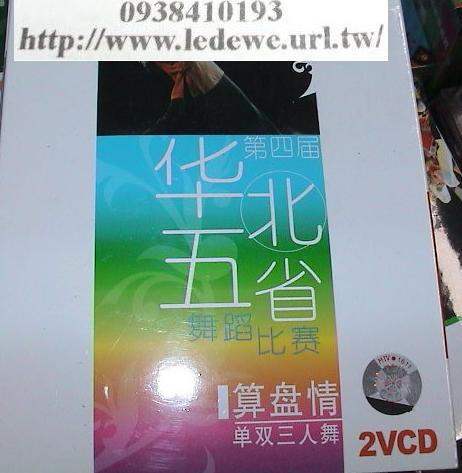 0938410193
http://www.ledewe.url.tw/
第四届
华北
五省
舞蹈比赛
算盘情
单双三人舞
2VCD